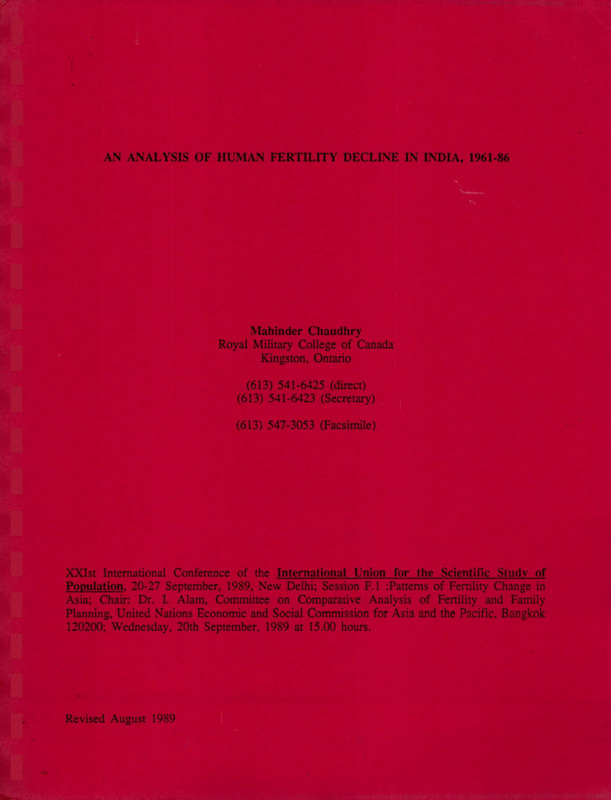 AN ANALYSIS OF HUMAN FERTILITY DECLINE IN INDIA, 1961-86
Mahinder Chaudhry
Royal Military College of Canada
Kingston, Ontario
(613) 541-6425 (direct)
(613) 541-6423 (Secretary)
(613) 547-3053 (Facsimile)
XXIst International Conference of the International Union for the Scientific Study of
Population, 20-27 September, 1989, New Delhi; Session F.1 :Patterns of Fertility Change in
Asia; Chair: Dr. I. Alam, Committee on Comparative Analysis of Fertility and Family
Planning, United Nations Economic and Social Commission for Asia and the Pacific, Bangkok
120200; Wednesday, 20th September, 1989 at 15.00 hours.
Revised August 1989